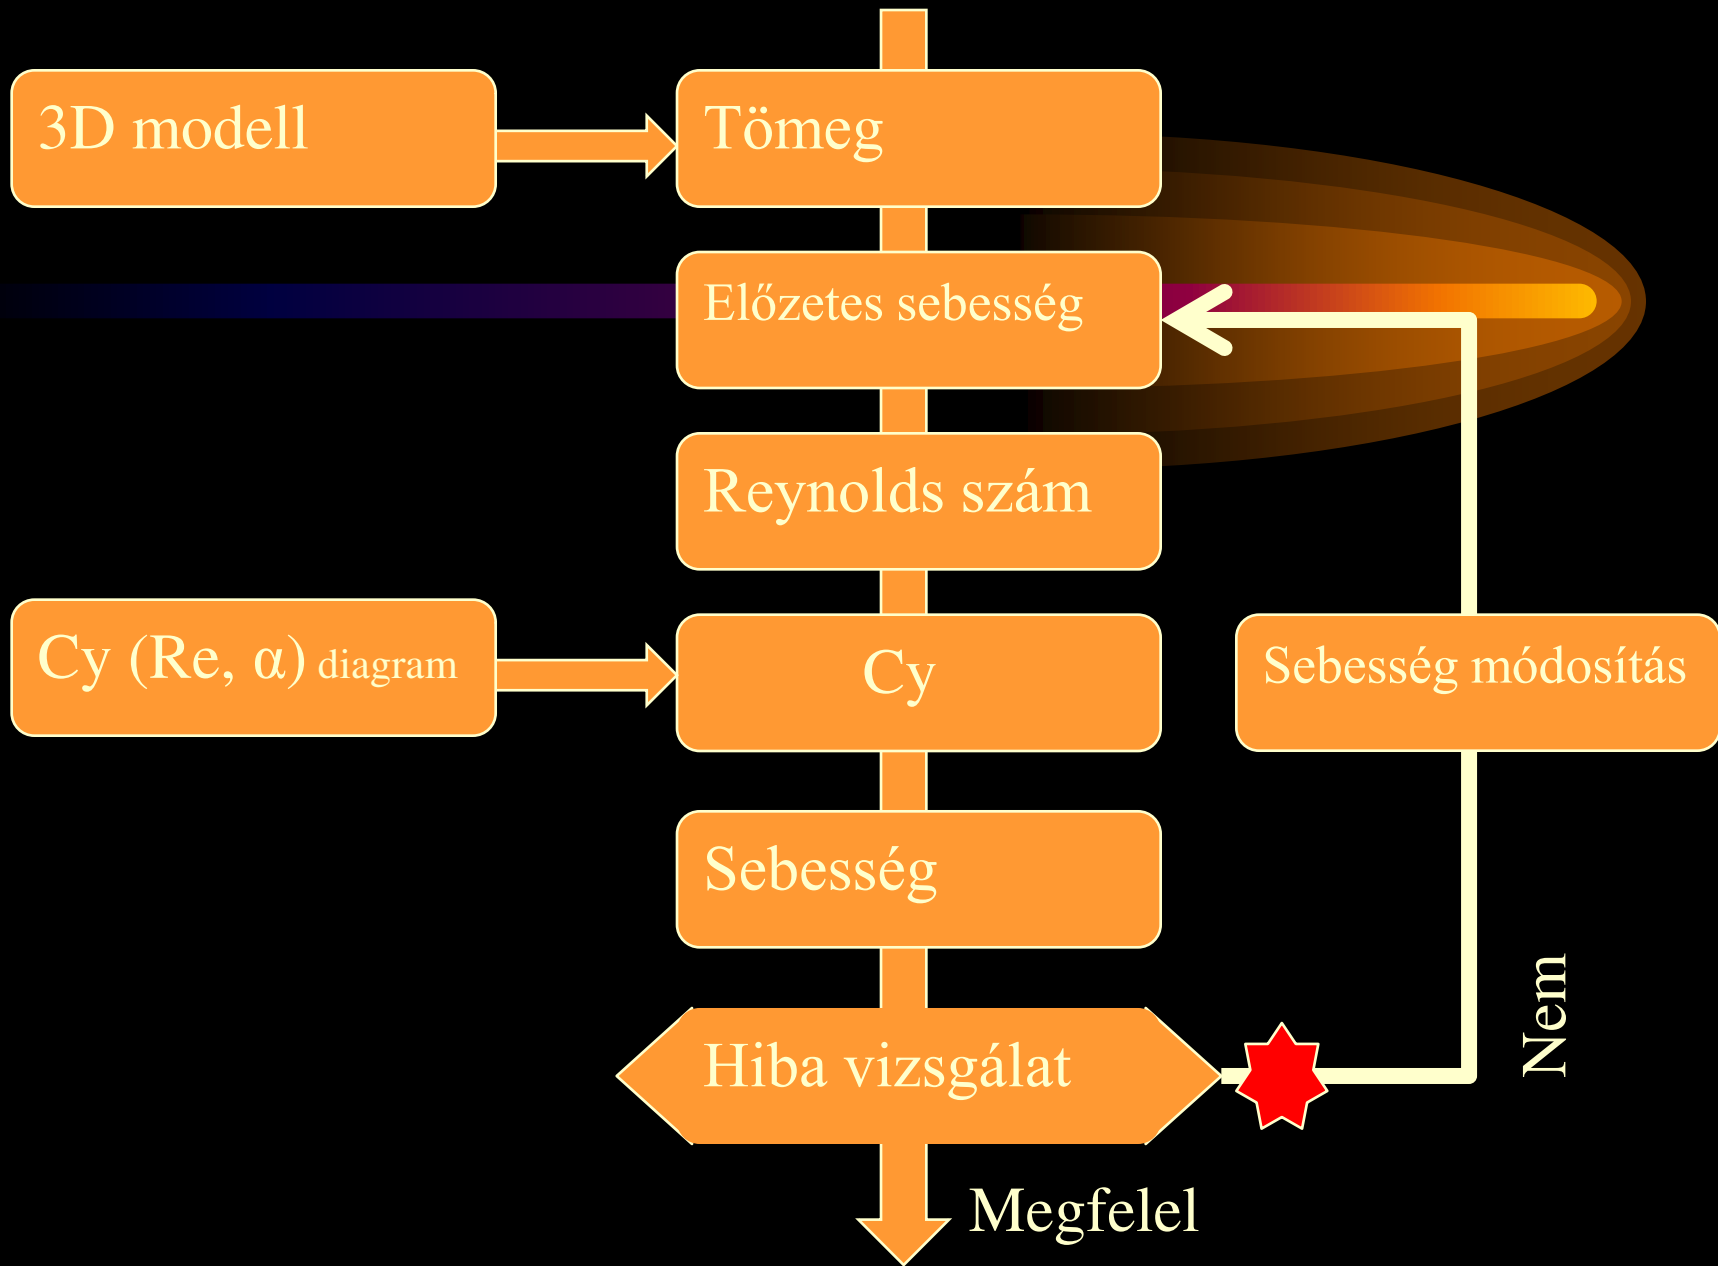 3D modell
Tömeg
Előzetes sebesség
Reynolds szám
Cy (Re, α) diagram
Cy
Sebesség módosítás
Sebesség
Hiba vizsgálat
Nem
Megfelel